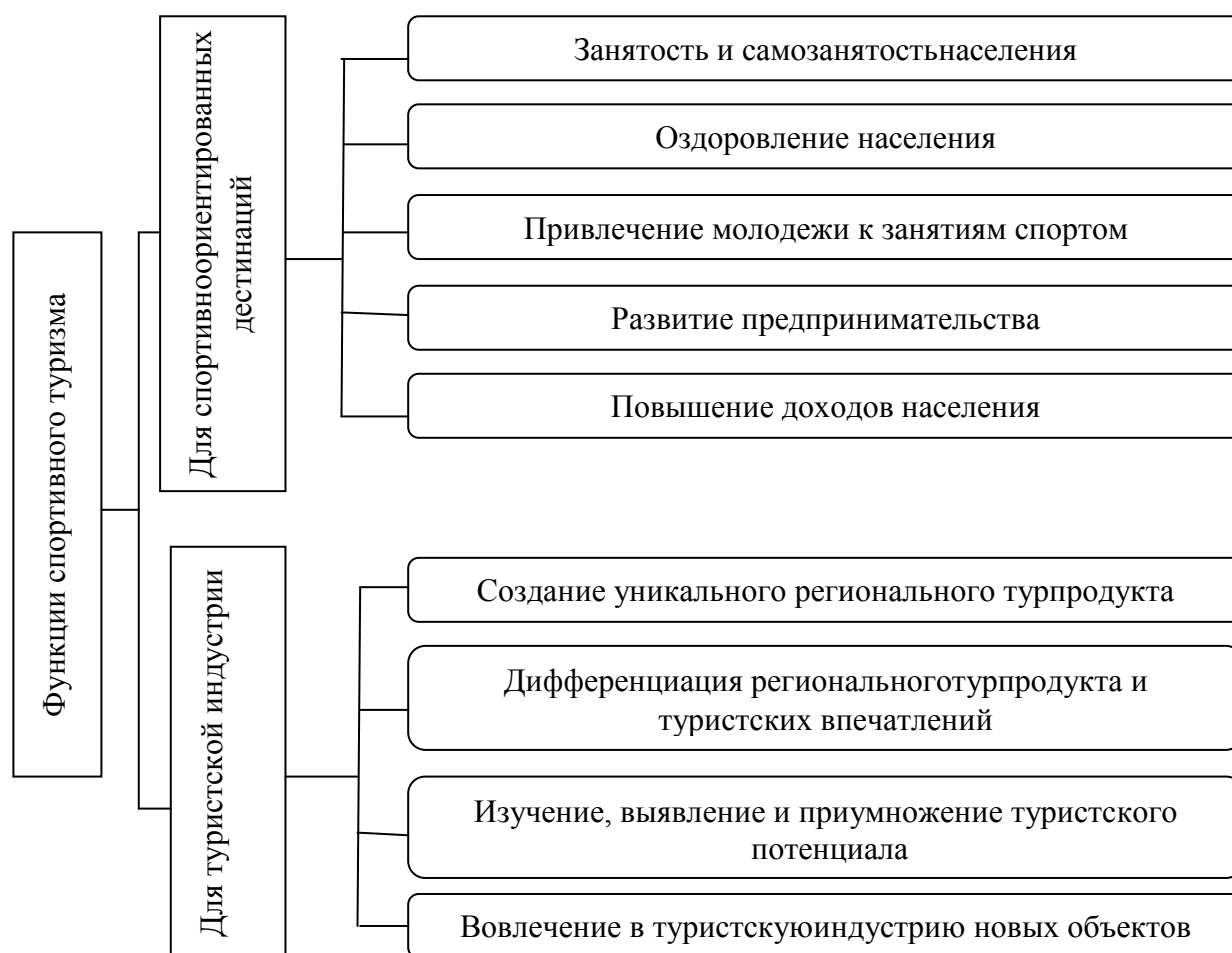 Функции спортивного туризма
Для спортивноориентированных
дестинаций
Занятость и самозанятостьнаселения
Оздоровление населения
Привлечение молодежи к занятиям спортом
Развитие предпринимательства
Повышение доходов населения
Для туристской индустрии
Создание уникального регионального турпродукта
Дифференциация региональноготурпродукта и
туристских впечатлений
Изучение, выявление и приумножение туристского
потенциала
Вовлечение в туристскуюиндустрию новых объектов